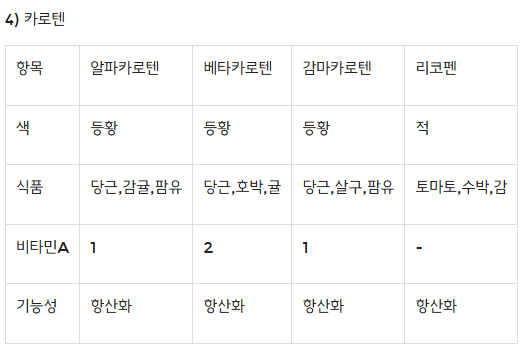 4) 카로텐
항목 알파카로텐 베타카로텐 감마카로텐 리코펜
색 등황 등황 등황 적
식품 당근,감귤,팜유 당근,호박,귤 당근,살구,팜유 토마토,수박,감
비타민A 1 2 1 -
기능성 항산화 항산화 항산화 항산화